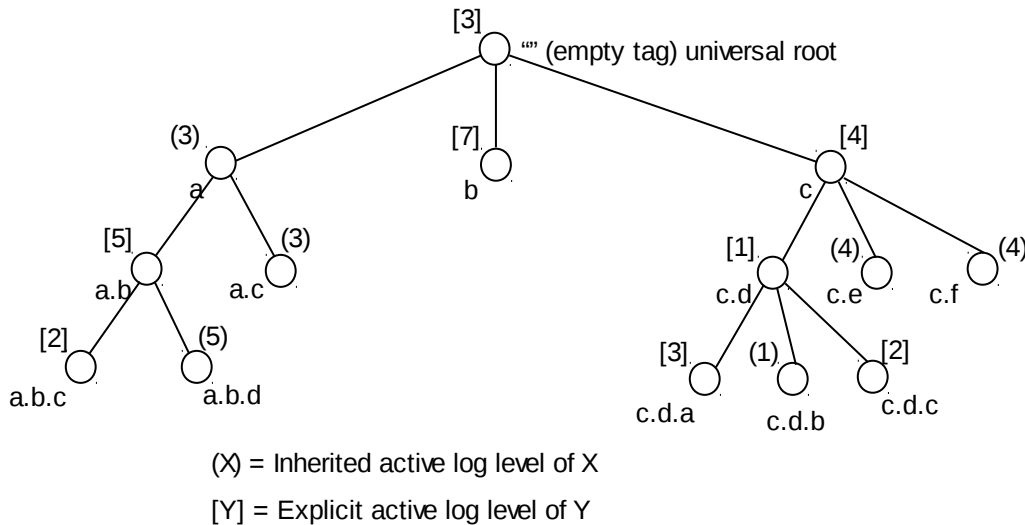 [3]
“” (empty tag) universal root
(3)
[7]
[4]
a
b
c
[5]
(3)
[1]
(4)
(4)
a.b
a.c
c.d
c.e
c.f
[2]
(5)
[3]
(1)
[2]
a.b.c
a.b.d
c.d.a
c.d.b
c.d.c
(X) = Inherited active log level of X
[Y] = Explicit active log level of Y